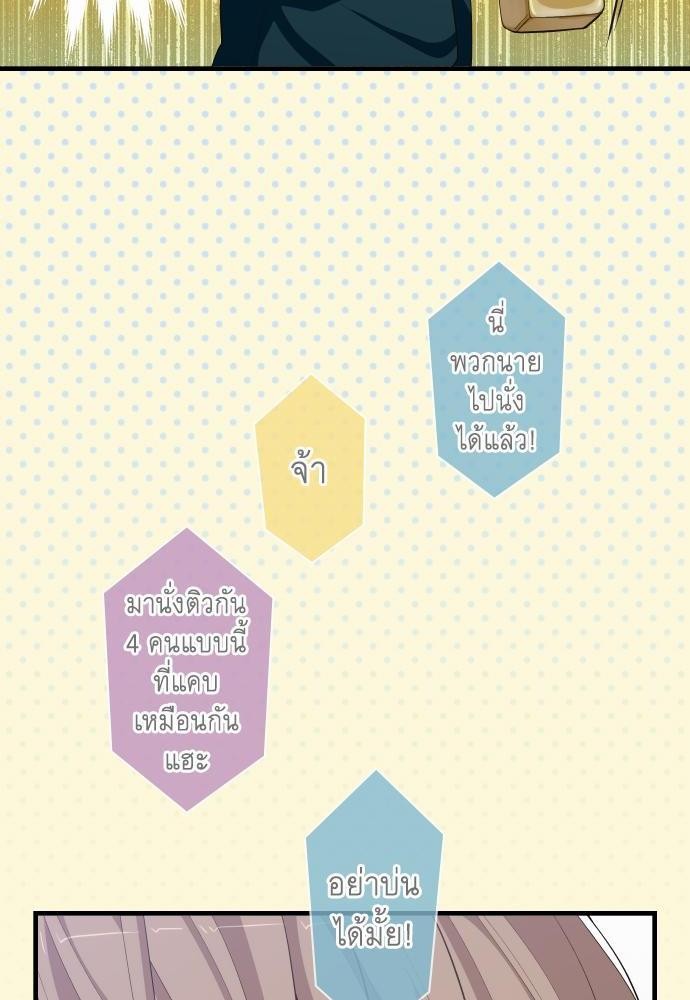 นี่
พวกนาย
ไปนั่ง
ได้แล้ว!
จ้า
มานั่งติวกัน
4 คนแบบนี้
ที่แคบ
เหมือนกัน
แฮะ
อย่าบ่น
ได้มั้ย!